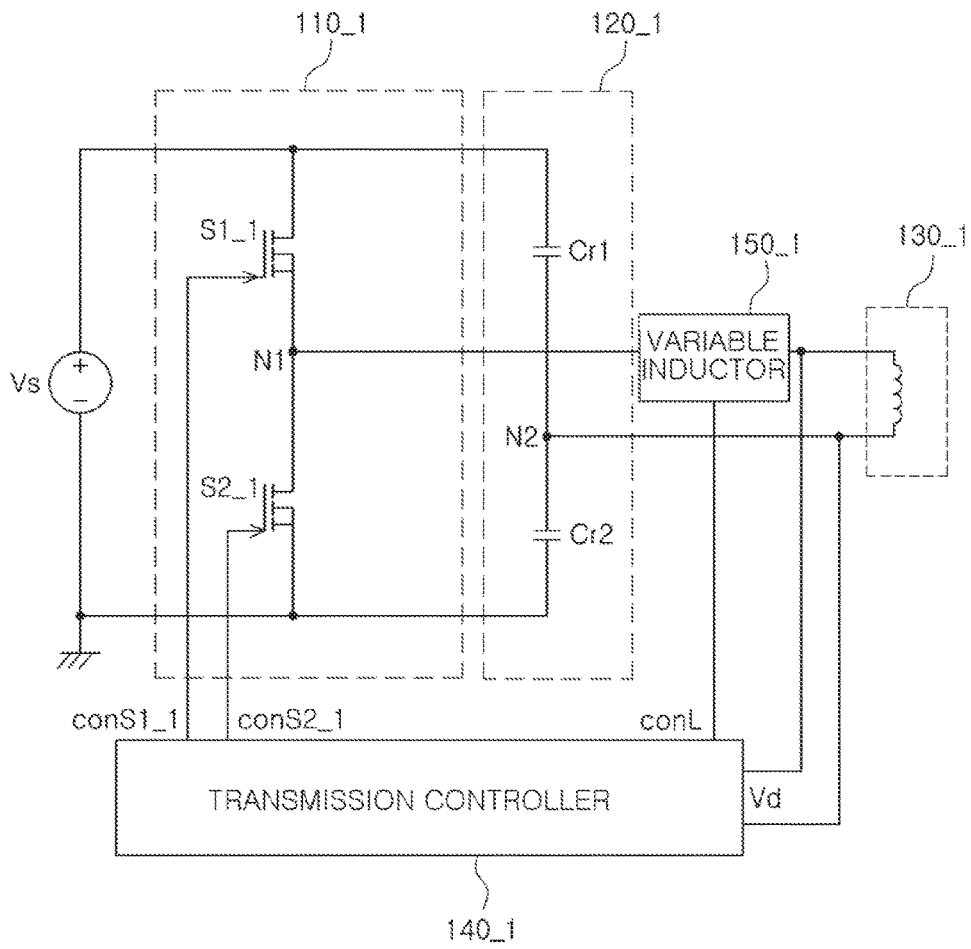 110_1
120_1
S1_1
Cr1
150_1
130_1
VARIABLE
INDUCTOR
N1
Vs
+
−
N2
S2_1
Cr2
conS1_1
conS2_1
conL
TRANSMISSION CONTROLLER
Vd
140_1